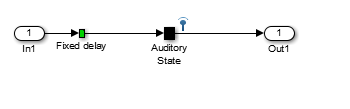 1
In1
Fixed delay
Auditory
State
1
Out1